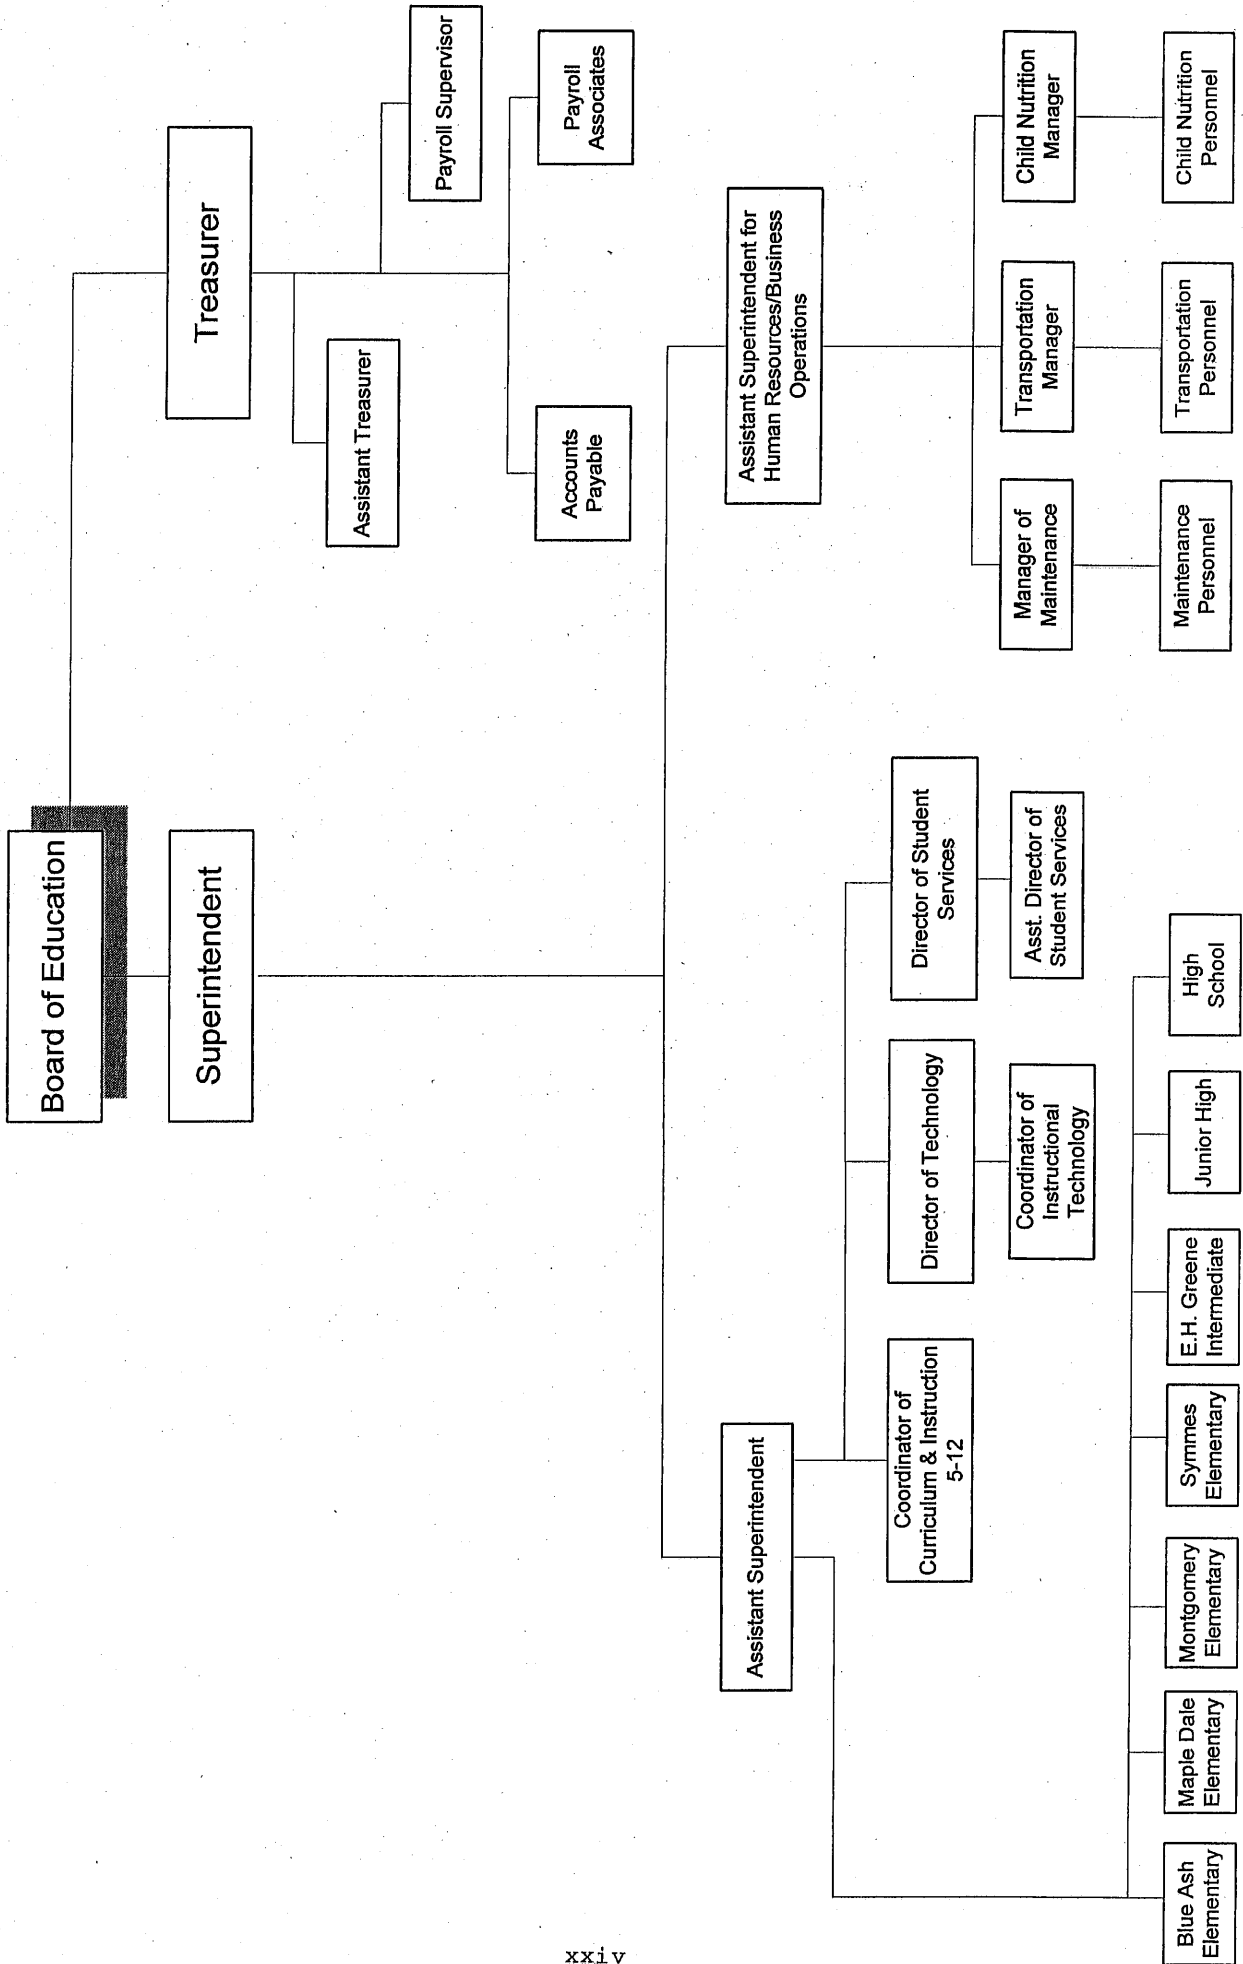 Board of Education
Superintendent
Treasurer
Assistant Treasurer
Payroll Supervisor
Accounts
Payable
Payroll
Associates
Assistant Superintendent
Assistant Superintendent for
Human Resources/Business
Operations
Coordinator of
Curriculum & Instruction
5-12
Director of Technology
Director of Student
Services
Coordinator of
Instructional
Technology
Asst. Director of
Student Services
Manager of
Maintenance
Transportation
Manager
Child Nutrition
Manager
Maintenance
Personnel
Transportation
Personnel
Child Nutrition
Personnel
Blue Ash
Elementary
Maple Dale
Elementary
Montgomery
Elementary
Symmes
Elementary
E.H. Greene
Intermediate
Junior High
High
School
xxiv